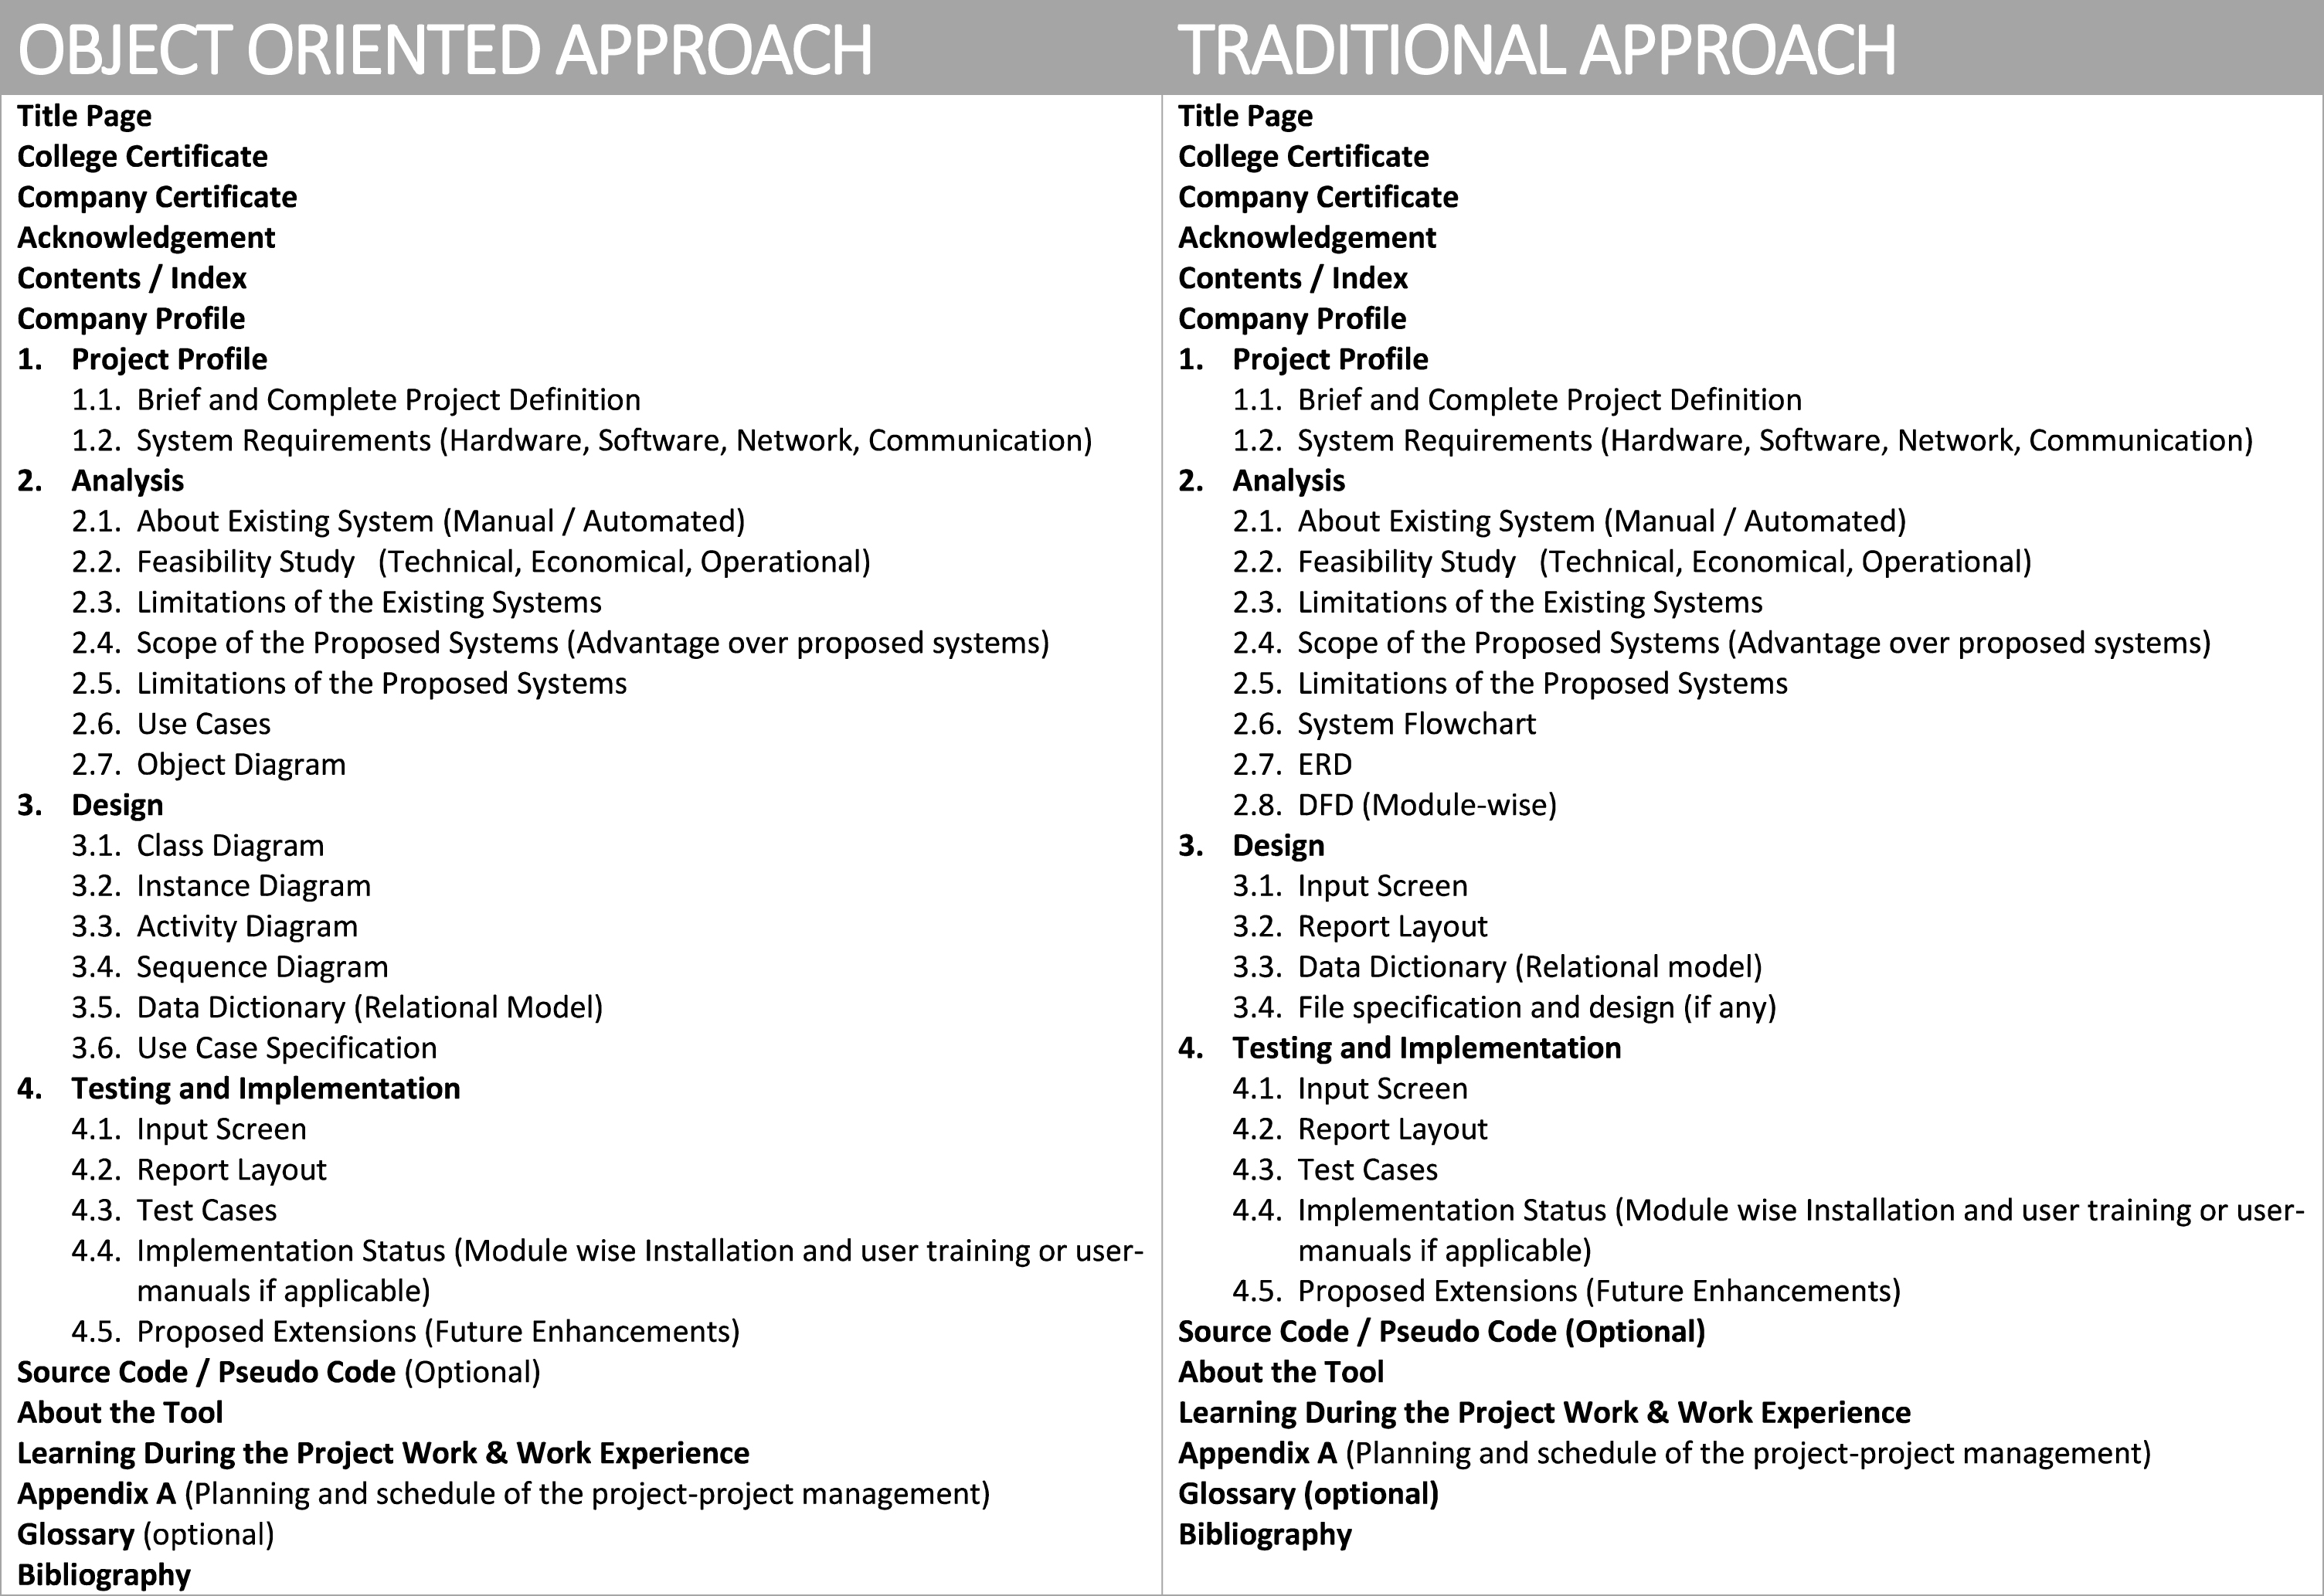 OBJECT ORIENTED APPROACH
Title Page
College Certificate
Company Certificate
Acknowledgement
Contents / Index
Company Profile
1. Project Profile
1.1. Brief and Complete Project Definition
1.2. System Requirements (Hardware, Software, Network, Communication)
2. Analysis
2.1. About Existing System (Manual / Automated)
2.2. Feasibility Study (Technical, Economical, Operational)
2.3. Limitations of the Existing Systems
2.4. Scope of the Proposed Systems (Advantage over proposed systems)
2.5. Limitations of the Proposed Systems
2.6. Use Cases
2.7. Object Diagram
3. Design
3.1. Class Diagram
3.2. Instance Diagram
3.3. Activity Diagram
3.4. Sequence Diagram
3.5. Data Dictionary (Relational Model)
3.6. Use Case Specification
4. Testing and Implementation
4.1. Input Screen
4.2. Report Layout
4.3. Test Cases
4.4. Implementation Status (Module wise Installation and user training or user-
manuals if applicable)
4.5. Proposed Extensions (Future Enhancements)
Source Code / Pseudo Code (Optional)
About the Tool
Learning During the Project Work & Work Experience
Appendix A (Planning and schedule of the project-project management)
Glossary (optional)
Bibliography
TRADITIONAL APPROACH
Title Page
College Certificate
Company Certificate
Acknowledgement
Contents / Index
Company Profile
1. Project Profile
1.1. Brief and Complete Project Definition
1.2. System Requirements (Hardware, Software, Network, Communication)
2. Analysis
2.1. About Existing System (Manual / Automated)
2.2. Feasibility Study (Technical, Economical, Operational)
2.3. Limitations of the Existing Systems
2.4. Scope of the Proposed Systems (Advantage over proposed systems)
2.5. Limitations of the Proposed Systems
2.6. System Flowchart
2.7. ERD
2.8. DFD (Module-wise)
3. Design
3.1. Input Screen
3.2. Report Layout
3.3. Data Dictionary (Relational model)
3.4. File specification and design (if any)
4. Testing and Implementation
4.1. Input Screen
4.2. Report Layout
4.3. Test Cases
4.4. Implementation Status (Module wise Installation and user training or user-
manuals if applicable)
4.5. Proposed Extensions (Future Enhancements)
Source Code / Pseudo Code (Optional)
About the Tool
Learning During the Project Work & Work Experience
Appendix A (Planning and schedule of the project-project management)
Glossary (optional)
Bibliography